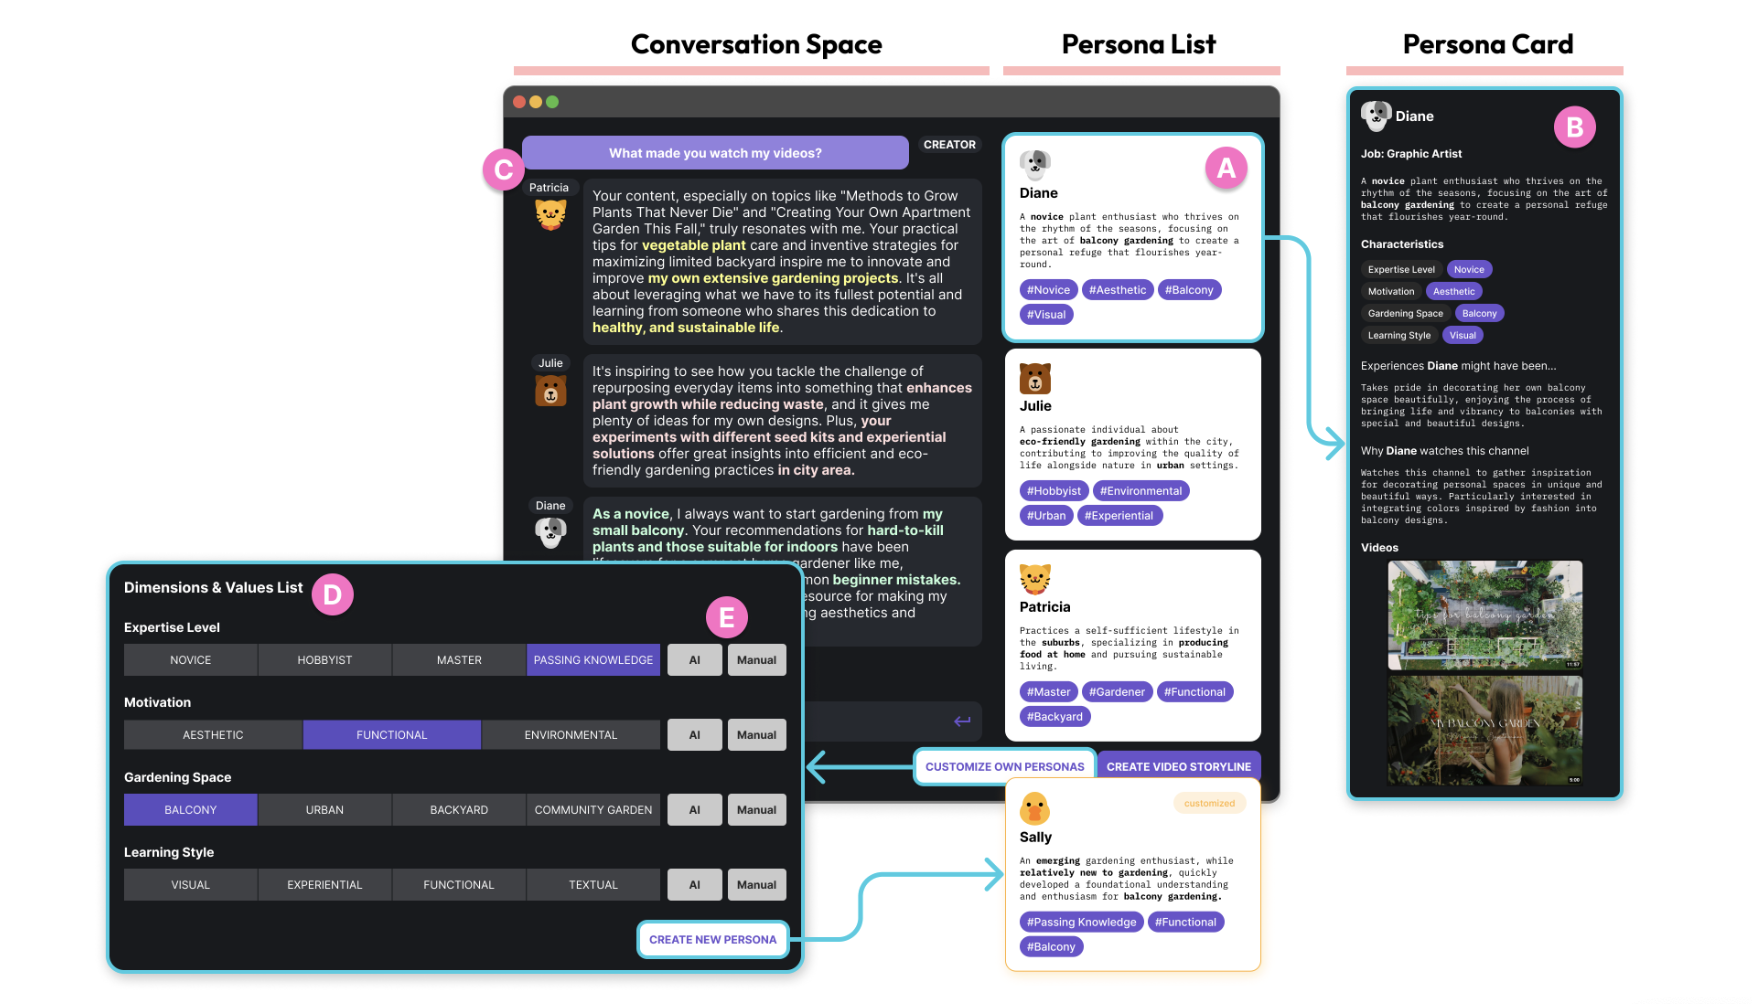 Conversation Space
Persona List
Persona Card
What made you watch my videos?
CREATOR
C
Patricia
Your content, especially on topics like "Methods to Grow
Plants That Never Die" and "Creating Your Own Apartment
Garden This Fall," truly resonates with me. Your practical
tips for vegetable plant care and inventive strategies for
maximizing limited backyard inspire me to innovate and
improve my own extensive gardening projects. It's all
about leveraging what we have to its fullest potential and
learning from someone who shares this dedication to
healthy, and sustainable life.
Julie
It's inspiring to see how you tackle the challenge of
repurposing everyday items into something that enhances
plant growth while reducing waste, and it gives me
plenty of ideas for my own designs. Plus, your
experiments with different seed kits and experiential
solutions offer great insights into efficient and eco-
friendly gardening practices in city area.
Diane
As a novice, I always want to start gardening from my
small balcony. Your recommendations for hard-to-kill
plants and those suitable for indoors have been
gardener like me,
beginner mistakes.
resource for making my
aesthetics and
A
Diane
A novice plant enthusiast who thrives on
the rhythm of the seasons, focusing on
the art of balcony gardening to create a
personal refuge that flourishes year-
round.
#Novice #Aesthetic #Balcony
#Visual
Julie
A passionate individual about
eco-friendly gardening within the city,
contributing to improving the quality of
life alongside nature in urban settings.
#Hobbyist #Environmental
#Urban #Experiential
Patricia
Practices a self-sufficient lifestyle in
the suburbs, specializing in producing
food at home and pursuing sustainable
living.
#Master #Gardener #Functional
#Backyard
CUSTOMIZE OWN PERSONAS
CREATE VIDEO STORYLINE
customized
Sally
An emerging gardening enthusiast, while
relatively new to gardening, quickly
developed a foundational understanding
and enthusiasm for balcony gardening.
#Passing Knowledge #Functional
#Balcony
Diane
B
Job: Graphic Artist
A novice plant enthusiast who thrives on the
rhythm of the seasons, focusing on the art of
balcony gardening to create a personal refuge
that flourishes year-round.
Characteristics
Expertise Level Novice
Motivation Aesthetic
Gardening Space Balcony
Learning Style Visual
Experiences Diane might have been...
Takes pride in decorating her own balcony
space beautifully, enjoying the process of
bringing life and vibrancy to balconies with
special and beautiful designs.
Why Diane watches this channel
Watches this channel to gather inspiration
for decorating personal spaces in unique and
beautiful ways. Particularly interested in
integrating colors inspired by fashion into
balcony designs.
Videos
tips for balcony garden
11:57
MY BALCONY GARDEN
5:00
Dimensions & Values List
D
E
Expertise Level
NOVICE HOBBYIST MASTER PASSING KNOWLEDGE AI Manual
Motivation
AESTHETIC FUNCTIONAL ENVIRONMENTAL AI Manual
Gardening Space
BALCONY URBAN BACKYARD COMMUNITY GARDEN AI Manual
Learning Style
VISUAL EXPERIENTIAL FUNCTIONAL TEXTUAL AI Manual
CREATE NEW PERSONA